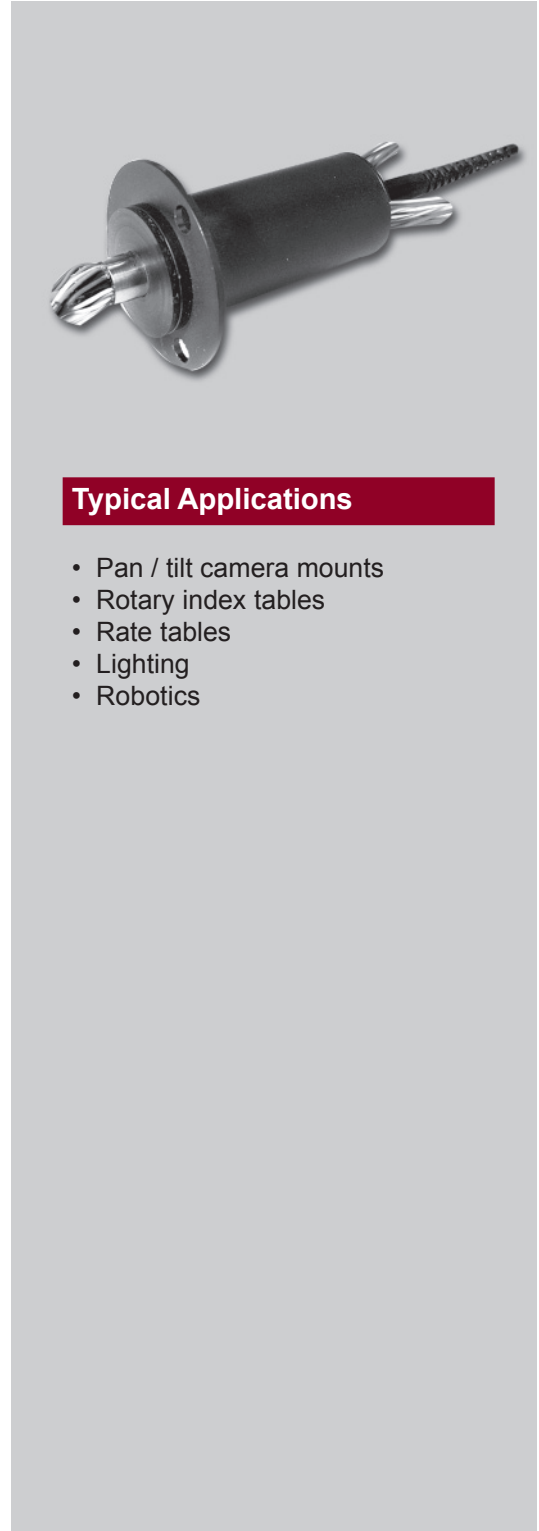 Typical Applications
• Pan / tilt camera mounts
• Rotary index tables
• Rate tables
• Lighting
• Robotics